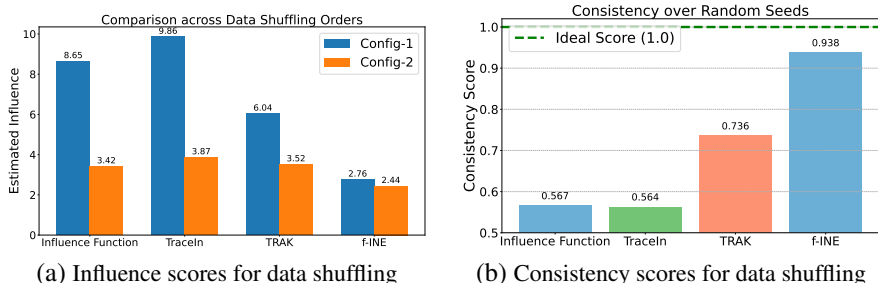 Comparison across Data Shuffling Orders
Estimated Influence
10
8
6
4
2
0
8.65
3.42
9.86
3.87
6.04
3.52
2.76
2.44
Config-1
Config-2
Influence Function
TraceIn
TRAK
f-INE
(a) Influence scores for data shuffling
Consistency over Random Seeds
Consistency Score
1.0
0.9
0.8
0.7
0.6
0.5
Ideal Score (1.0)
0.567
0.564
0.736
0.938
Influence Function
TraceIn
TRAK
f-INE
(b) Consistency scores for data shuffling